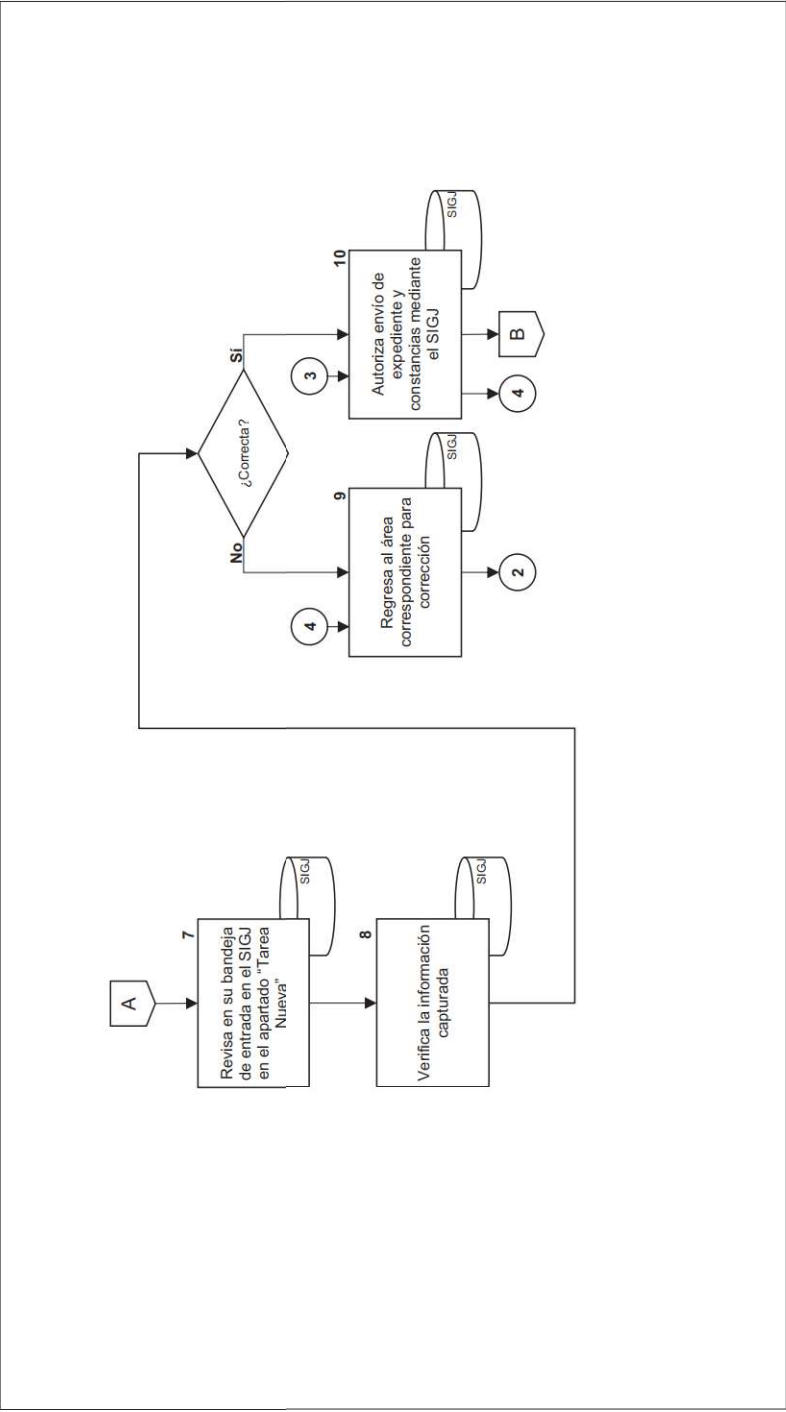 A
7
Revisa en su bandeja
de entrada en el SIGJ
en el apartado “Tarea
Nueva”
SIGJ
8
Verifica la información
capturada
SIGJ
¿Correcta?
No
Sí
4
9
Regresa al área
correspondiente para
corrección
SIGJ
2
3
10
Autoriza envío de
expediente y
constancias mediante
el SIGJ
SIGJ
4
B